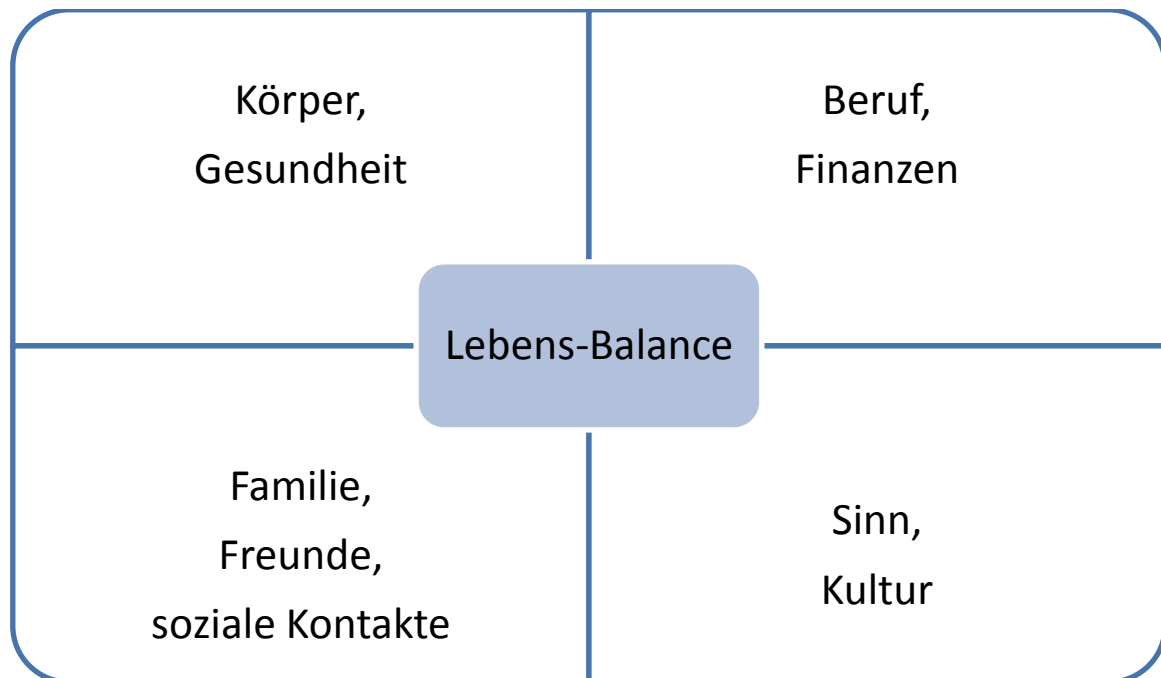 Körper,
Gesundheit
Beruf,
Finanzen
Lebens-Balance
Familie,
Freunde,
soziale Kontakte
Sinn,
Kultur